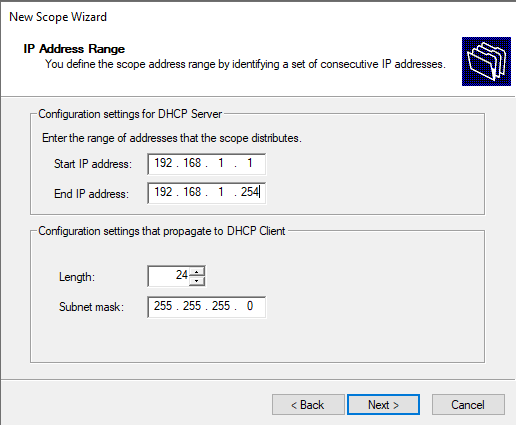 New Scope Wizard
IP Address Range
You define the scope address range by identifying a set of consecutive IP addresses.
Configuration settings for DHCP Server
Enter the range of addresses that the scope distributes.
Start IP address: 192 . 168 . 1 . 1
End IP address: 192 . 168 . 1 . 254
Configuration settings that propagate to DHCP Client
Length: 24
Subnet mask: 255 . 255 . 255 . 0
< Back Next > Cancel